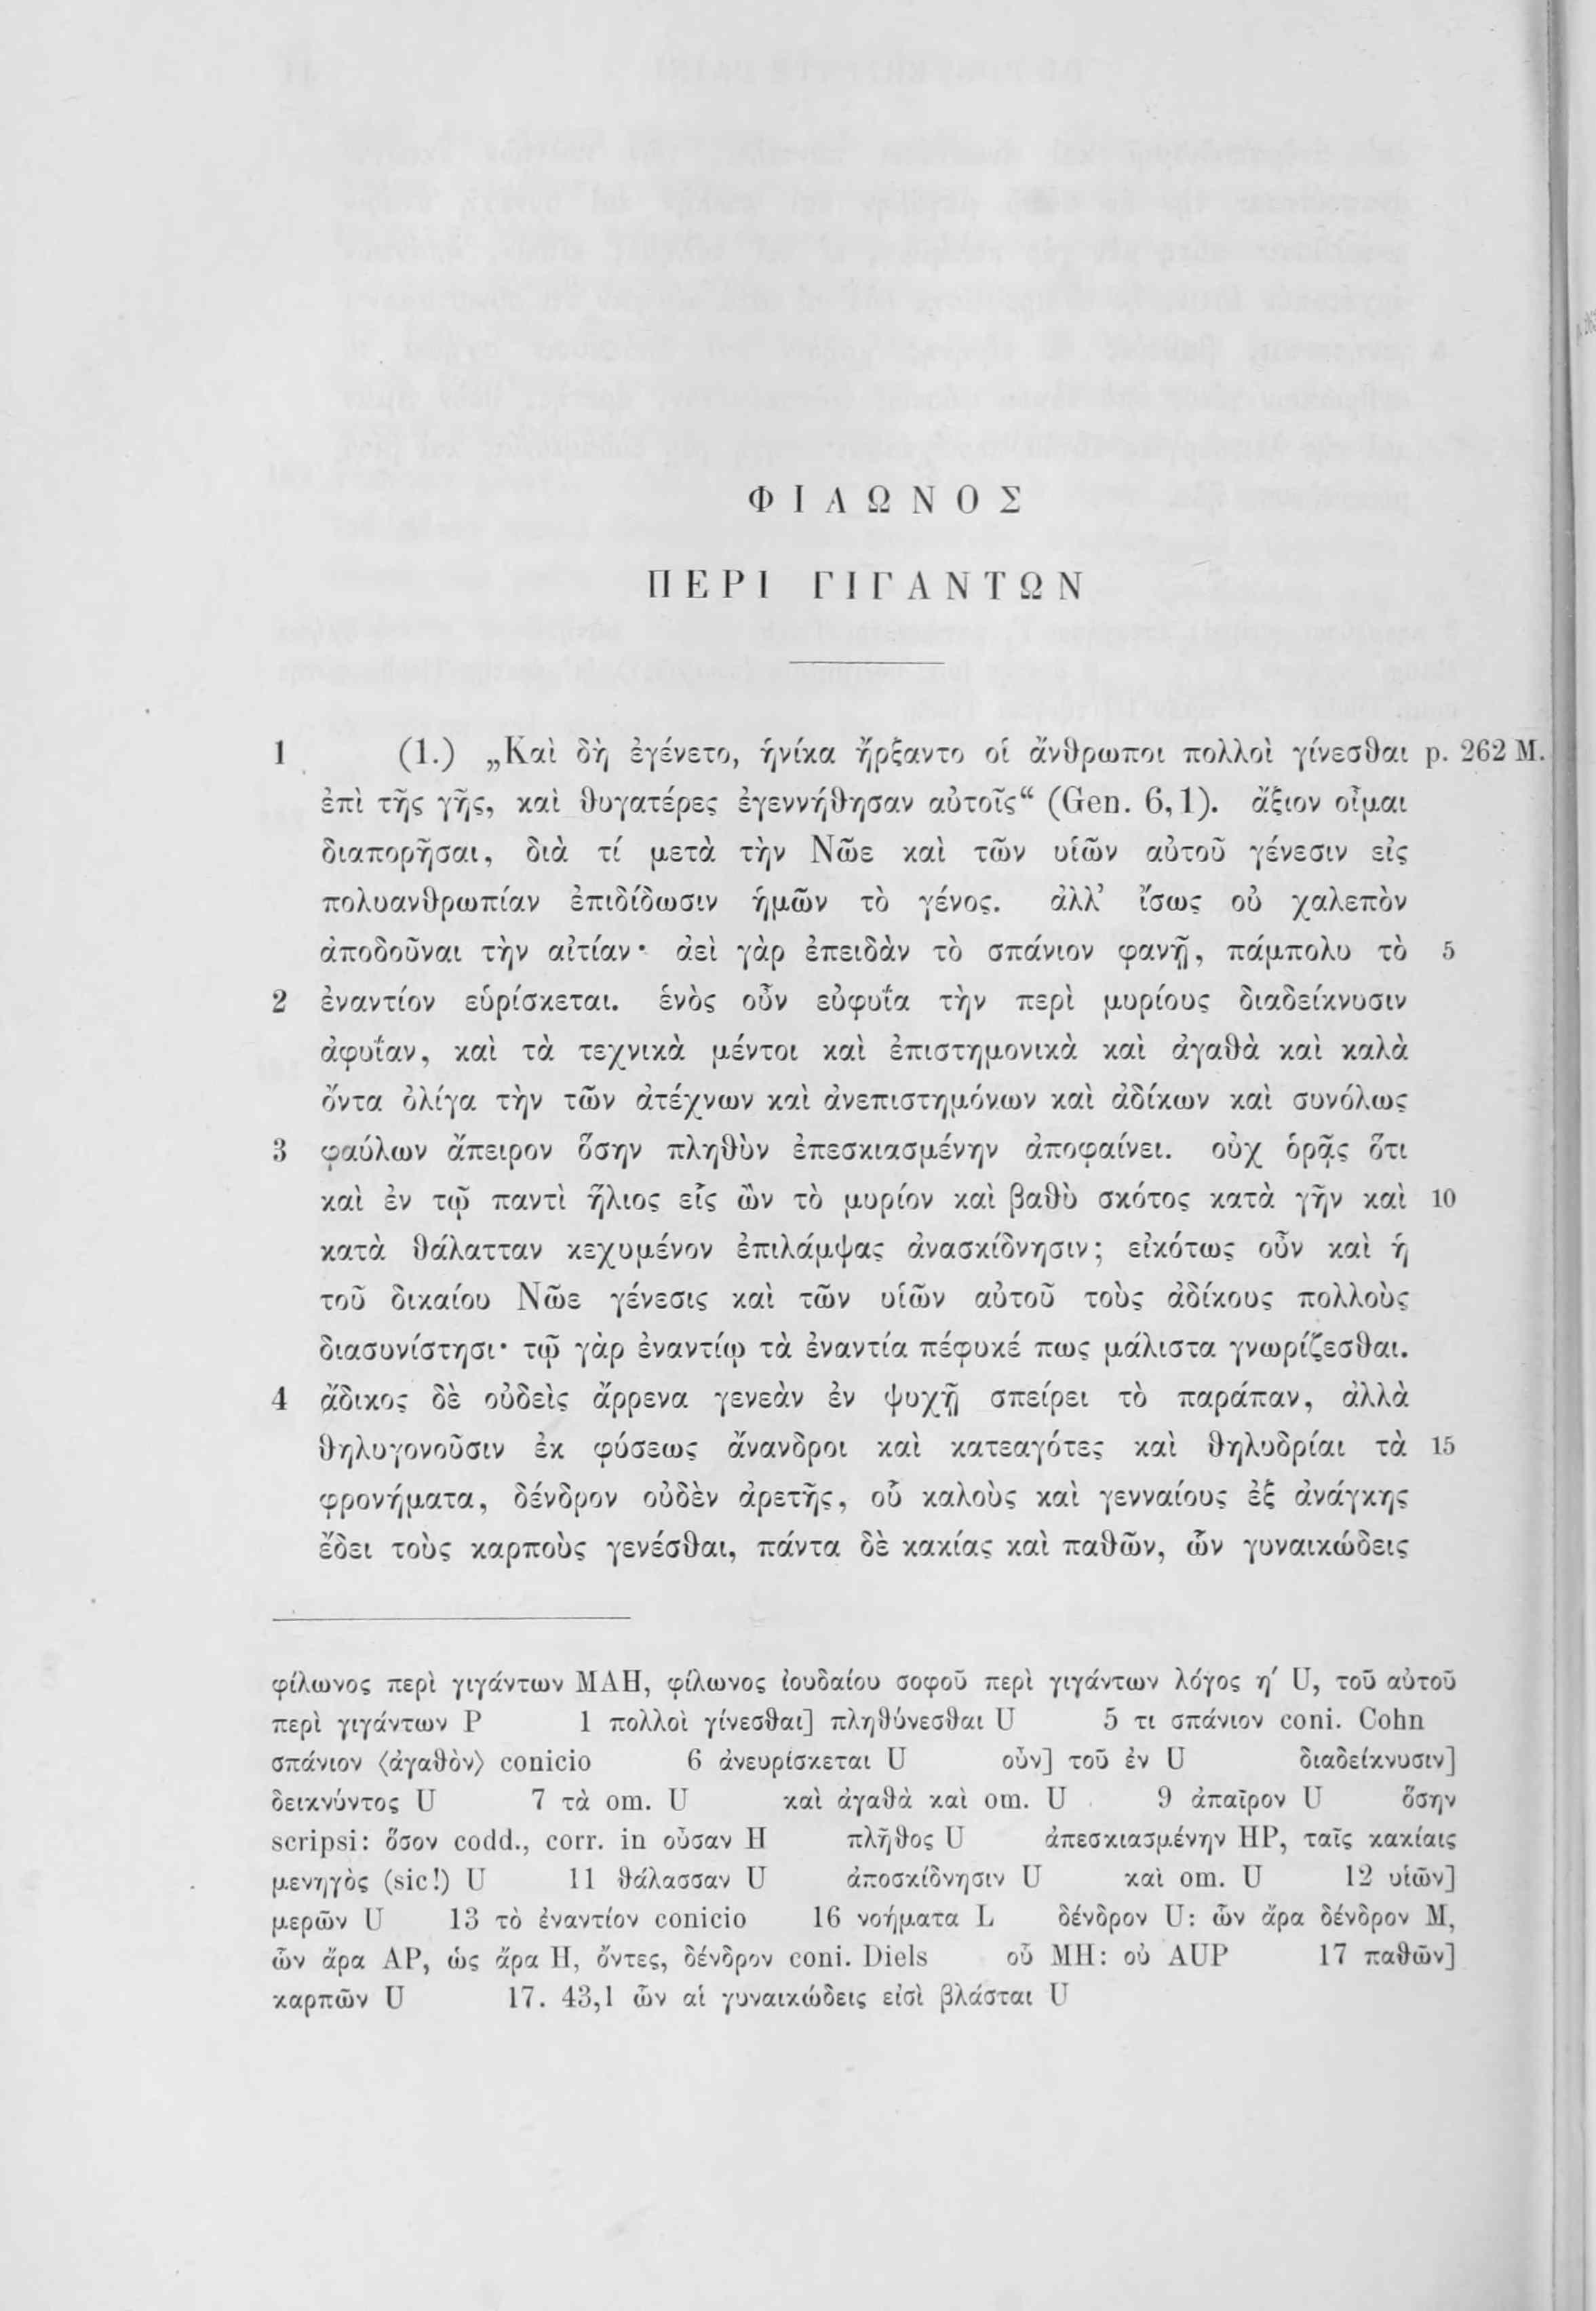 ΦΙΛΩΝΟΣ
ΠΕΡΙ ΓΙΓΑΝΤΩΝ
1 (1.) „Καὶ δὴ ἐγένετο, ἡνίκα ἤρξαντο οἱ ἄνθρωποι πολλοὶ γίνεσθαι p. 262 M.
ἐπὶ τῆς γῆς, καὶ θυγατέρες ἐγεννήθησαν αὐτοῖς“ (Gen. 6,1). ἄξιον οἶμαι
διαπορῆσαι, διὰ τί μετὰ τὴν Νῶε καὶ τῶν υἱῶν αὐτοῦ γένεσιν εἰς
πολυανθρωπίαν ἐπιδίδωσιν ἡμῶν τὸ γένος. ἀλλ’ ἴσως οὐ χαλεπὸν
ἀποδοῦναι τὴν αἰτίαν· ἀεὶ γὰρ ἐπειδὰν τὸ σπάνιον φανῇ, πάμπολυ τὸ 5
2 ἐναντίον εὑρίσκεται. ἑνὸς οὖν εὐφυΐα τὴν περὶ μυρίους διαδείκνυσιν
ἀφυΐαν, καὶ τὰ τεχνικὰ μέντοι καὶ ἐπιστημονικὰ καὶ ἀγαθὰ καὶ καλὰ
ὄντα ὀλίγα τὴν τῶν ἀτέχνων καὶ ἀνεπιστημόνων καὶ ἀδίκων καὶ συνόλως
3 φαύλων ἄπειρον ὅσην πληθὺν ἐπεσκιασμένην ἀποφαίνει. οὐχ ὁρᾷς ὅτι
καὶ ἐν τῷ παντὶ ἥλιος εἷς ὢν τὸ μυρίον καὶ βαθὺ σκότος κατὰ γῆν καὶ 10
κατὰ θάλατταν κεχυμένον ἐπιλάμψας ἀνασκίδνησιν; εἰκότως οὖν καὶ ἡ
τοῦ δικαίου Νῶε γένεσις καὶ τῶν υἱῶν αὐτοῦ τοὺς ἀδίκους πολλοὺς
διασυνίστησι· τῷ γὰρ ἐναντίῳ τὰ ἐναντία πέφυκέ πως μάλιστα γνωρίζεσθαι.
4 ἄδικος δὲ οὐδεὶς ἄρρενα γενεὰν ἐν ψυχῇ σπείρει τὸ παράπαν, ἀλλὰ
θηλυγονοῦσιν ἐκ φύσεως ἄνανδροι καὶ κατεαγότες καὶ θηλυδρίαι τὰ 15
φρονήματα, δένδρον οὐδὲν ἀρετῆς, οὗ καλοὺς καὶ γενναίους ἐξ ἀνάγκης
ἔδει τοὺς καρποὺς γενέσθαι, πάντα δὲ κακίας καὶ παθῶν, ὧν γυναικώδεις
φίλωνος περὶ γιγάντων MAH, φίλωνος ἰουδαίου σοφοῦ περὶ γιγάντων λόγος η′ U, τοῦ αὐτοῦ
περὶ γιγάντων P 1 πολλοὶ γίνεσθαι] πληθύνεσθαι U 5 τι σπάνιον coni. Cohn
σπάνιον ⟨ἀγαθὸν⟩ conicio 6 ἀνευρίσκεται U οὖν] τοῦ ἐν U διαδείκνυσιν]
δεικνύντος U 7 τὰ om. U καὶ ἀγαθὰ καὶ om. U 9 ἀπαῖρον U ὅσην
scripsi: ὅσον codd., corr. in οὖσαν H πλῆθος U ἀπεσκιασμένην HP, ταῖς κακίαις
μενηγὸς (sic!) U 11 θάλασσαν U ἀποσκίδνησιν U καὶ om. U 12 υἱῶν]
μερῶν U 13 τὸ ἐναντίον conicio 16 νοήματα L δένδρον U: ὧν ἄρα δένδρον M,
ὧν ἄρα AP, ὡς ἄρα H, ὄντες, δένδρον coni. Diels οὗ MH: οὐ AUP 17 παθῶν]
καρπῶν U 17. 43,1 ὧν αἱ γυναικώδεις εἰσὶ βλάσται U